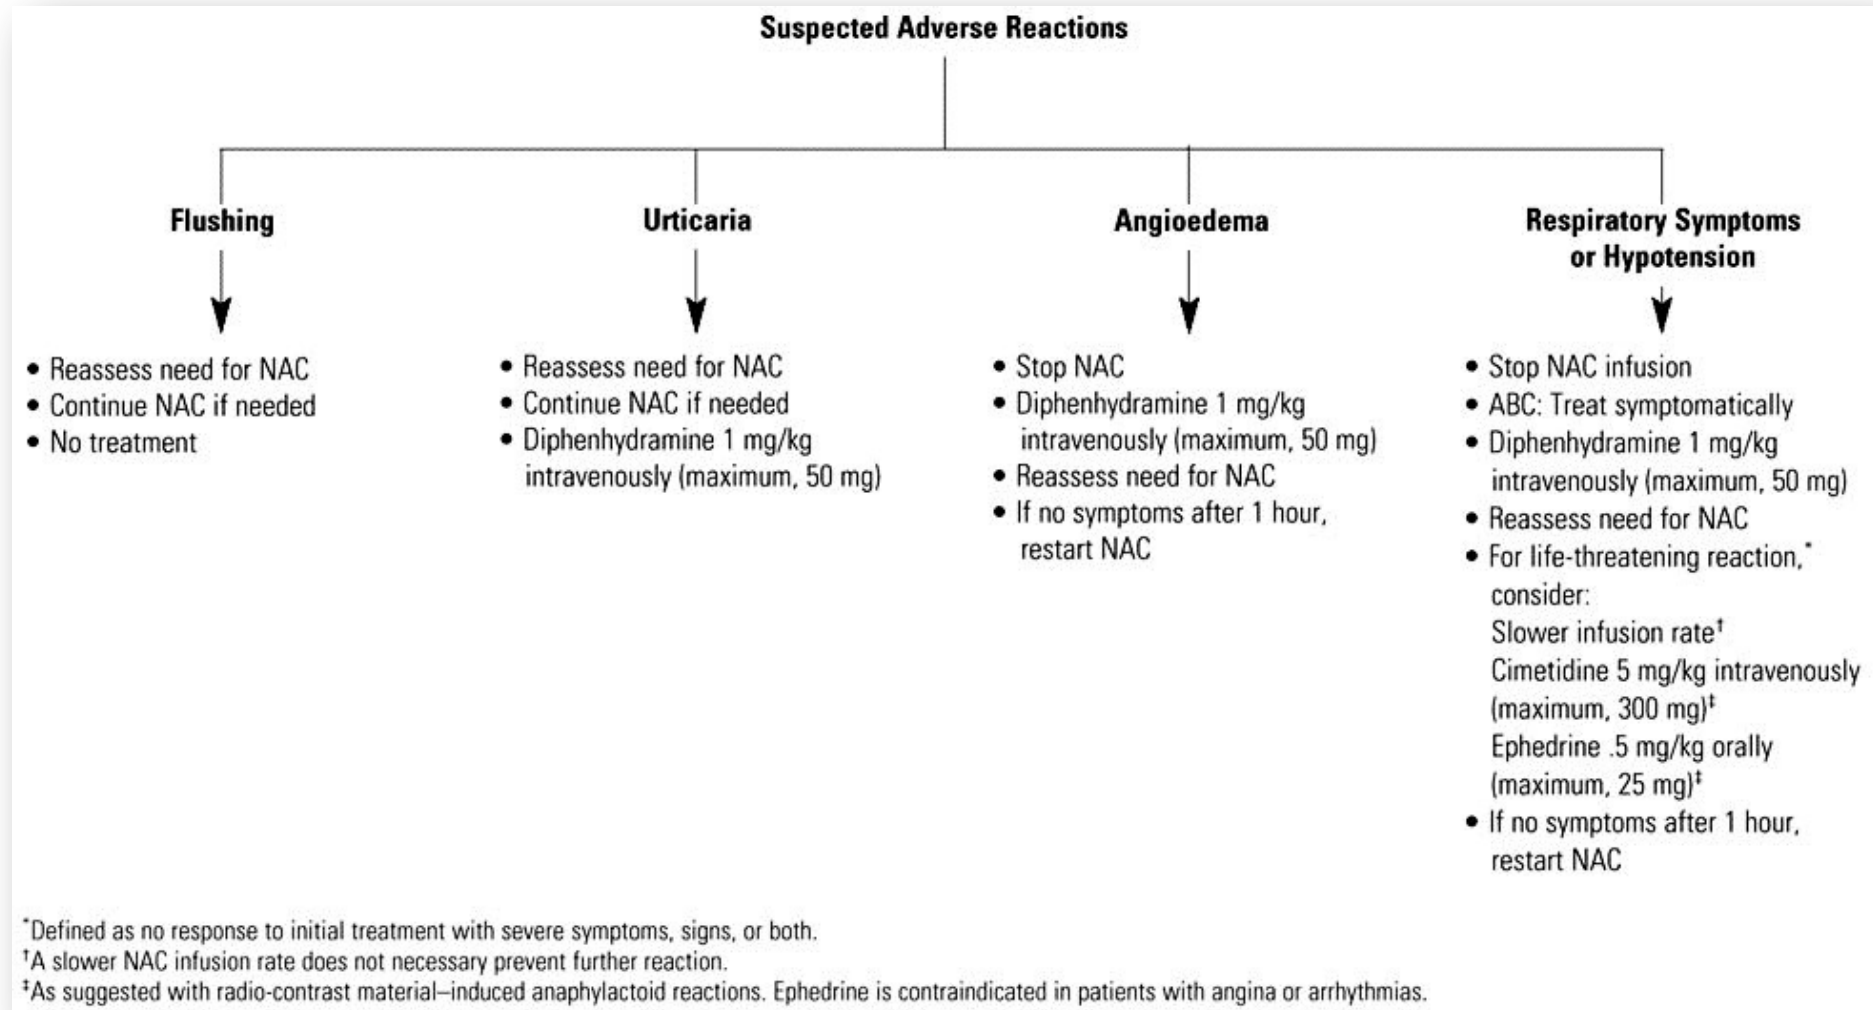 Suspected Adverse Reactions
Flushing
• Reassess need for NAC
• Continue NAC if needed
• No treatment
Urticaria
• Reassess need for NAC
• Continue NAC if needed
• Diphenhydramine 1 mg/kg
intravenously (maximum, 50 mg)
Angioedema
• Stop NAC
• Diphenhydramine 1 mg/kg
intravenously (maximum, 50 mg)
• Reassess need for NAC
• If no symptoms after 1 hour,
restart NAC
Respiratory Symptoms
or Hypotension
• Stop NAC infusion
• ABC: Treat symptomatically
• Diphenhydramine 1 mg/kg
intravenously (maximum, 50 mg)
• Reassess need for NAC
• For life-threatening reaction,*
consider:
Slower infusion rate†
Cimetidine 5 mg/kg intravenously
(maximum, 300 mg)‡
Ephedrine .5 mg/kg orally
(maximum, 25 mg)‡
• If no symptoms after 1 hour,
restart NAC
*Defined as no response to initial treatment with severe symptoms, signs, or both.
†A slower NAC infusion rate does not necessary prevent further reaction.
‡As suggested with radio-contrast material–induced anaphylactoid reactions. Ephedrine is contraindicated in patients with angina or arrhythmias.